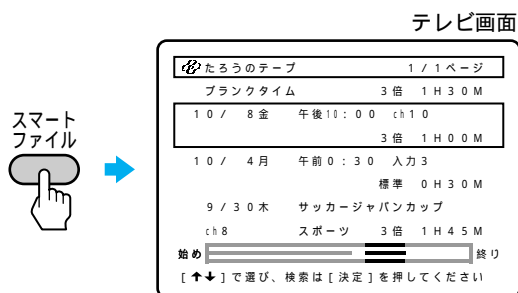 テレビ画面
スマート
ファイル
たろうのテープ 1/1ページ
ブランクタイム 3倍 1H30M
10/ 8金 午後10:00 ch10
3倍 1H00M
10/ 4月 午前0:30 入力3
標準 0H30M
9/30木 サッカージャパンカップ
ch8 スポーツ 3倍 1H45M
始め 終り
[↑↓]で選び、検索は[決定]を押してください